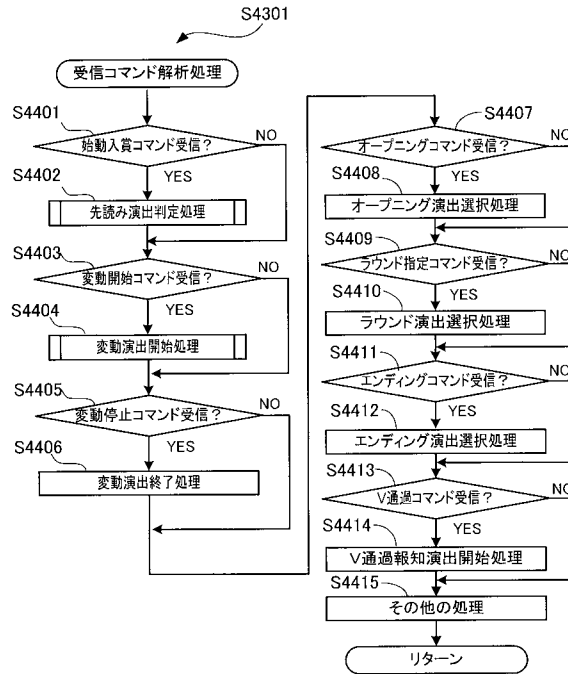 S4301
受信コマンド解析処理
S4401
始動入賞コマンド受信？
NO
YES
S4402
先読み演出判定処理
S4403
変動開始コマンド受信？
NO
YES
S4404
変動演出開始処理
S4405
変動停止コマンド受信？
NO
YES
S4406
変動演出終了処理
S4407
オープニングコマンド受信？
NO
YES
S4408
オープニング演出選択処理
S4409
ラウンド指定コマンド受信？
NO
YES
S4410
ラウンド演出選択処理
S4411
エンディングコマンド受信？
NO
YES
S4412
エンディング演出選択処理
S4413
V通過コマンド受信？
NO
YES
S4414
V通過報知演出開始処理
S4415
その他の処理
リターン